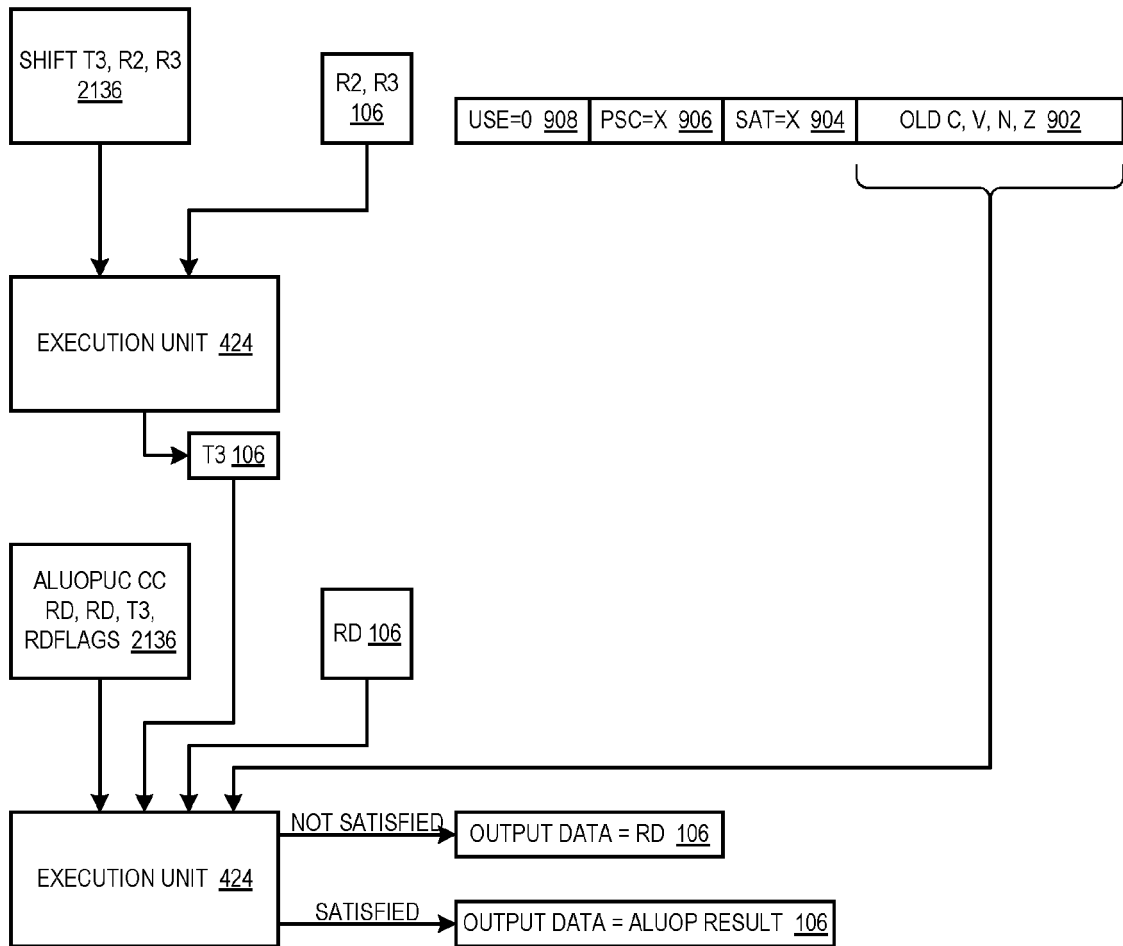 SHIFT T3, R2, R3
2136
R2, R3
106
USE=0 908
PSC=X 906
SAT=X 904
OLD C, V, N, Z 902
EXECUTION UNIT 424
T3 106
ALUOPUC CC
RD, RD, T3,
RDFLAGS 2136
RD 106
EXECUTION UNIT 424
NOT SATISFIED
OUTPUT DATA = RD 106
SATISFIED
OUTPUT DATA = ALUOP RESULT 106